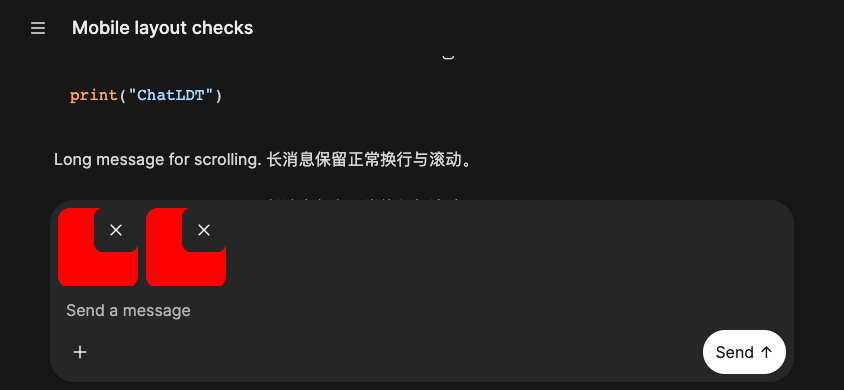 Mobile layout checks
print("ChatLDT")
Long message for scrolling. 长消息保留正常换行与滚动。
Send a message
Send ↑